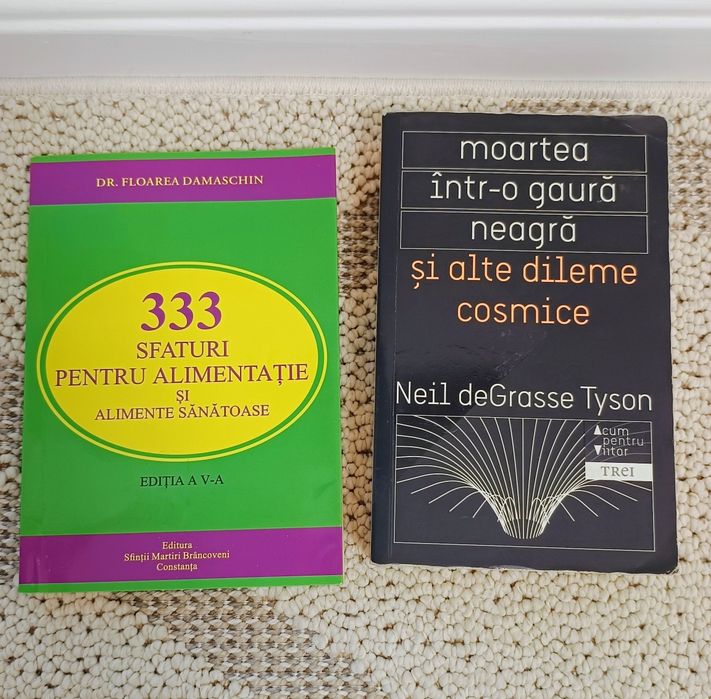 DR. FLOAREA DAMASCHIN
333
SFATURI
PENTRU ALIMENTAȚIE
ȘI
ALIMENTE SĂNĂTOASE
EDIȚIA A V-A
Editura
Sfinții Martiri Brâncoveni
Constanța
moartea
într-o gaură
neagră
și alte dileme
cosmice
Neil deGrasse Tyson
Acum
pentru
Viitor
TREI